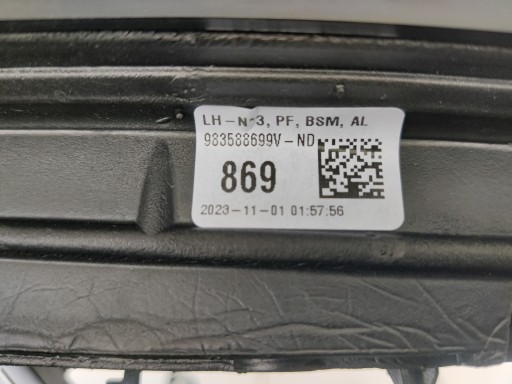 LH-N-3, PF, BSM, AL
983588699V-ND
869
2023-11-01 01:57:56